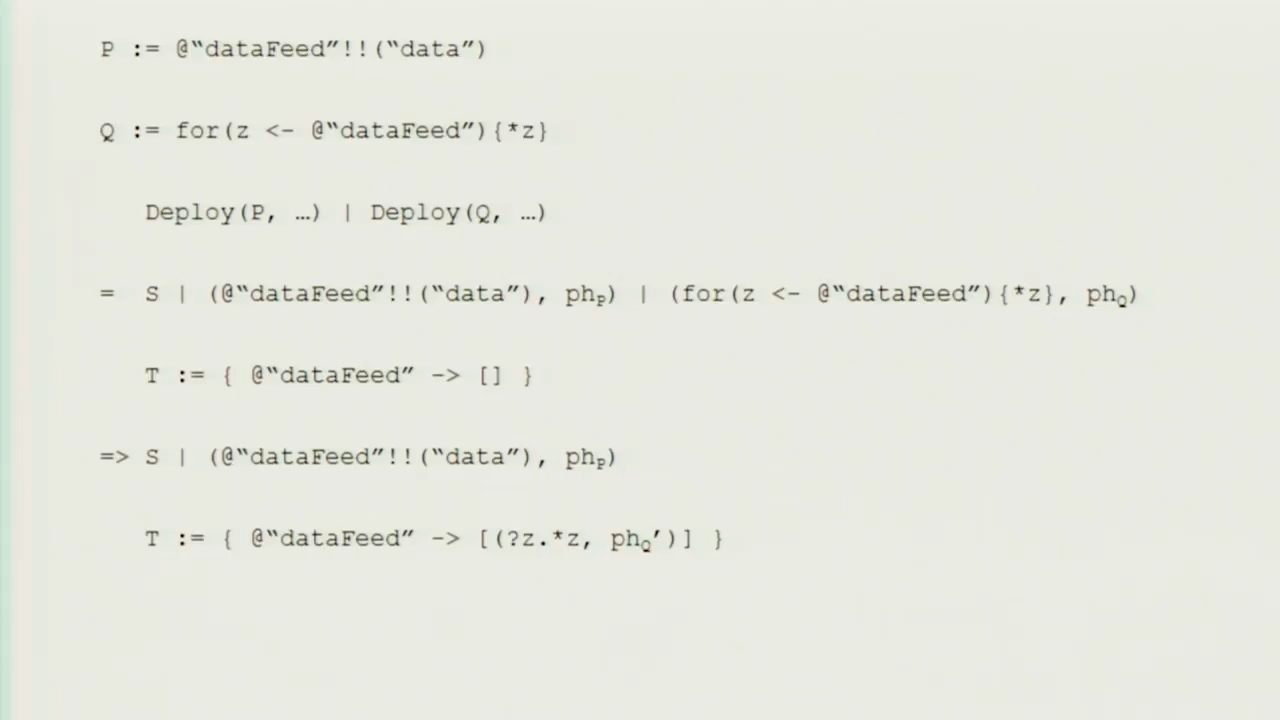 P := @“dataFeed”!!(“data”)
Q := for(z <- @“dataFeed”){*z}
Deploy(P, …) | Deploy(Q, …)
= S | (@“dataFeed”!!(“data”), phP) | (for(z <- @“dataFeed”){*z}, phQ)
T := { @“dataFeed” -> [] }
=> S | (@“dataFeed”!!(“data”), phP)
T := { @“dataFeed” -> [(?z.*z, phQ’)] }